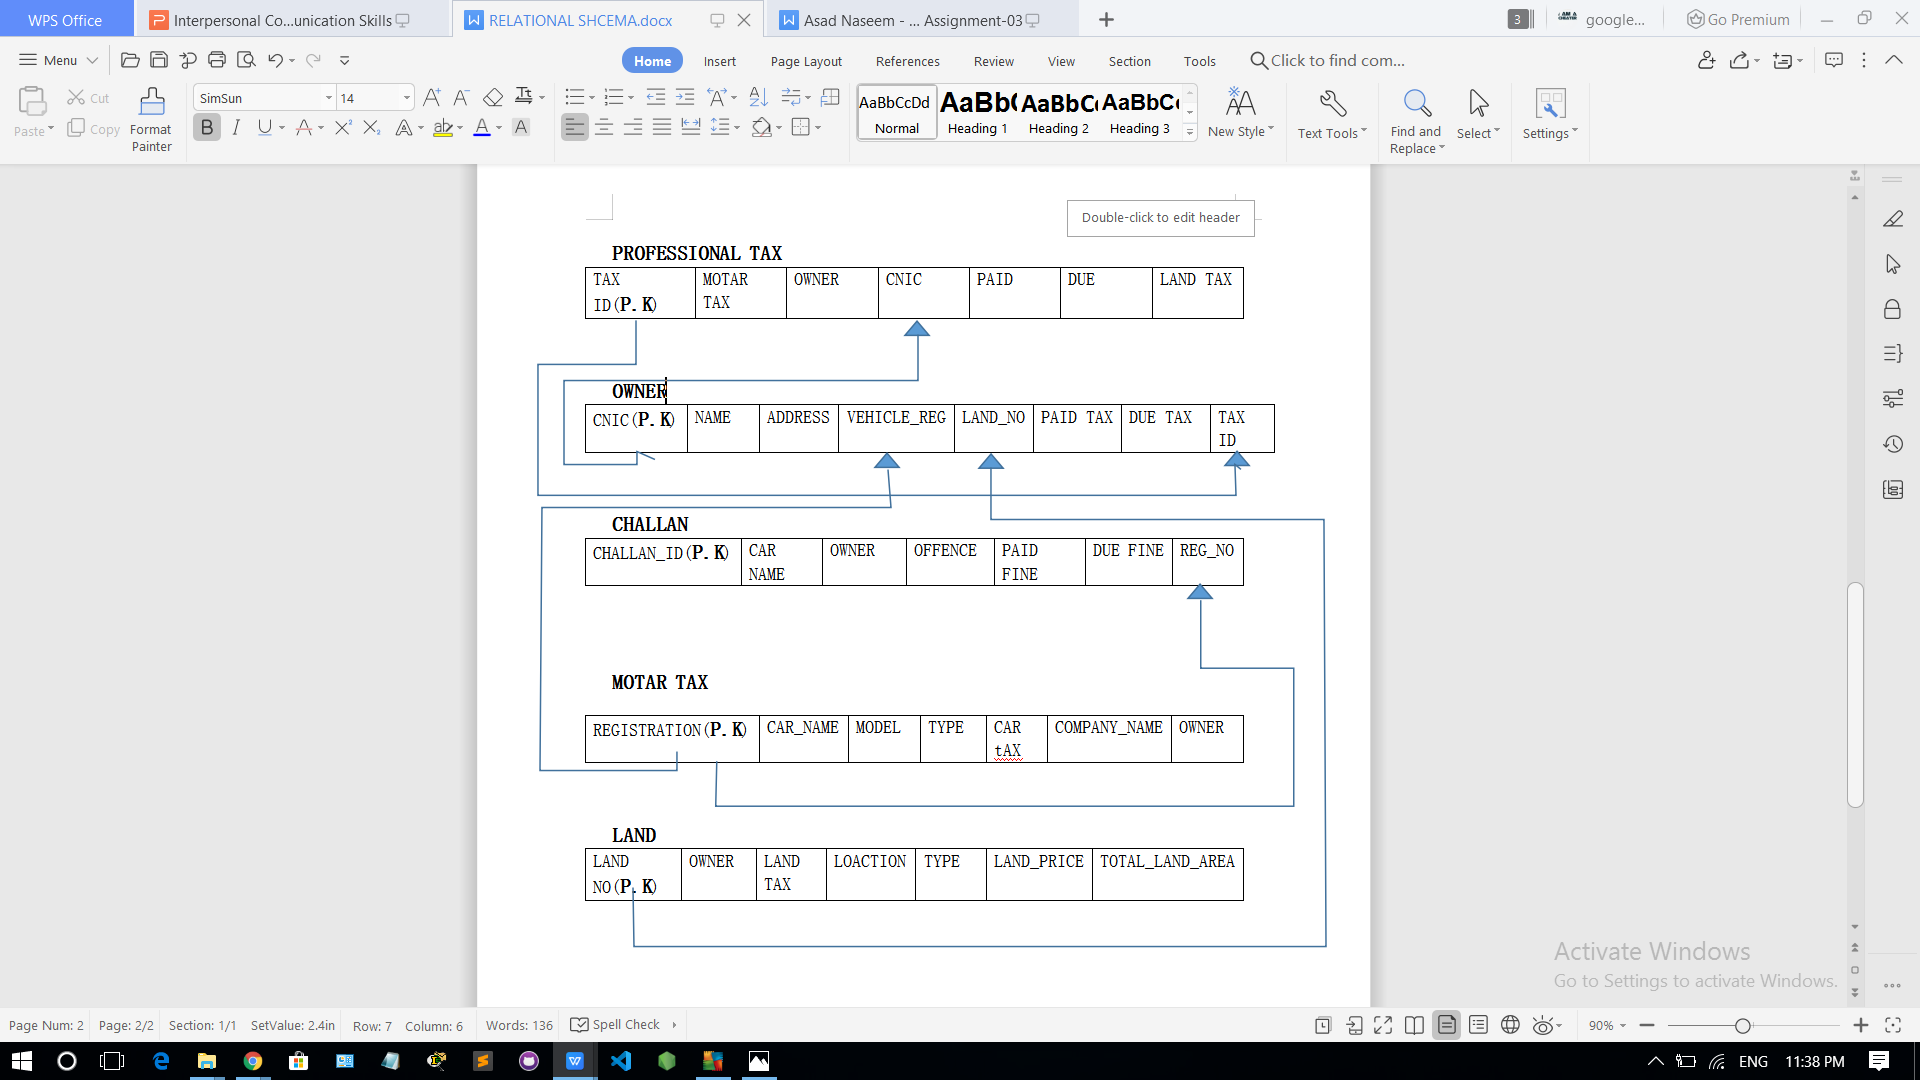 WPS Office
Interpersonal Co...unication Skills
RELATIONAL SHCEMA.docx
Asad Naseem - ... Assignment-03
3
google...
Go Premium
Menu
Home
Insert
Page Layout
References
Review
View
Section
Tools
Click to find com...
Paste
Cut
Copy
Format
Painter
SimSun
14
AaBbCcDd
Normal
AaBb(
Heading 1
AaBbC(
Heading 2
AaBbC(
Heading 3
New Style
Text Tools
Find and
Replace
Select
Settings
Double-click to edit header
PROFESSIONAL TAX
TAX ID(P.K)
MOTAR TAX
OWNER
CNIC
PAID
DUE
LAND TAX
OWNER
CNIC(P.K)
NAME
ADDRESS
VEHICLE_REG
LAND_NO
PAID TAX
DUE TAX
TAX ID
CHALLAN
CHALLAN_ID(P.K)
CAR NAME
OWNER
OFFENCE
PAID FINE
DUE FINE
REG_NO
MOTAR TAX
REGISTRATION(P.K)
CAR_NAME
MODEL
TYPE
CAR tAX
COMPANY_NAME
OWNER
LAND
LAND NO(P.K)
OWNER
LAND TAX
LOACTION
TYPE
LAND_PRICE
TOTAL_LAND_AREA
Activate Windows
Go to Settings to activate Windows.
Page Num: 2
Page: 2/2
Section: 1/1
SetValue: 2.4in
Row: 7
Column: 6
Words: 136
Spell Check
90%
ENG
11:38 PM